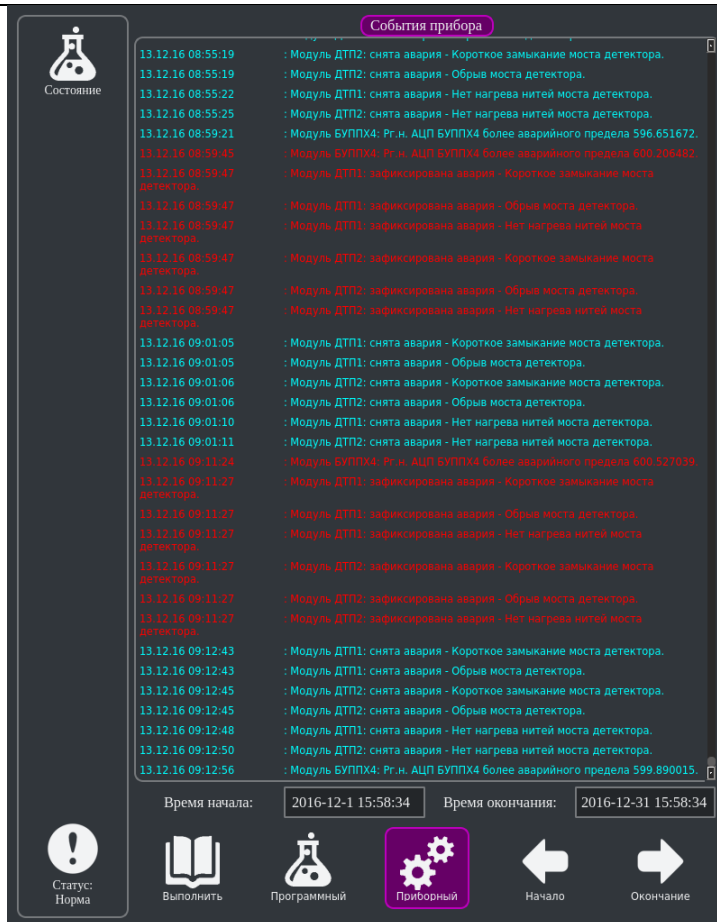 События прибора
Состояние
13.12.16 08:55:19 : Модуль ДТП2: снята авария - Короткое замыкание моста детектора.
13.12.16 08:55:19 : Модуль ДТП2: снята авария - Обрыв моста детектора.
13.12.16 08:55:22 : Модуль ДТП1: снята авария - Нет нагрева нитей моста детектора.
13.12.16 08:55:25 : Модуль ДТП2: снята авария - Нет нагрева нитей моста детектора.
13.12.16 08:59:21 : Модуль БУППХ4: Рг.н. АЦП БУППХ4 более аварийного предела 596.651672.
13.12.16 08:59:45 : Модуль БУППХ4: Рг.н. АЦП БУППХ4 более аварийного предела 600.206482.
13.12.16 08:59:47 : Модуль ДТП1: зафиксирована авария - Короткое замыкание моста
детектора.
13.12.16 08:59:47 : Модуль ДТП1: зафиксирована авария - Обрыв моста детектора.
13.12.16 08:59:47 : Модуль ДТП1: зафиксирована авария - Нет нагрева нитей моста
детектора.
13.12.16 08:59:47 : Модуль ДТП2: зафиксирована авария - Короткое замыкание моста
детектора.
13.12.16 08:59:47 : Модуль ДТП2: зафиксирована авария - Обрыв моста детектора.
13.12.16 08:59:47 : Модуль ДТП2: зафиксирована авария - Нет нагрева нитей моста
детектора.
13.12.16 09:01:05 : Модуль ДТП1: снята авария - Короткое замыкание моста детектора.
13.12.16 09:01:05 : Модуль ДТП1: снята авария - Обрыв моста детектора.
13.12.16 09:01:06 : Модуль ДТП2: снята авария - Короткое замыкание моста детектора.
13.12.16 09:01:06 : Модуль ДТП2: снята авария - Обрыв моста детектора.
13.12.16 09:01:10 : Модуль ДТП1: снята авария - Нет нагрева нитей моста детектора.
13.12.16 09:01:11 : Модуль ДТП2: снята авария - Нет нагрева нитей моста детектора.
13.12.16 09:11:24 : Модуль БУППХ4: Рг.н. АЦП БУППХ4 более аварийного предела 600.527039.
13.12.16 09:11:27 : Модуль ДТП1: зафиксирована авария - Короткое замыкание моста
детектора.
13.12.16 09:11:27 : Модуль ДТП1: зафиксирована авария - Обрыв моста детектора.
13.12.16 09:11:27 : Модуль ДТП1: зафиксирована авария - Нет нагрева нитей моста
детектора.
13.12.16 09:11:27 : Модуль ДТП2: зафиксирована авария - Короткое замыкание моста
детектора.
13.12.16 09:11:27 : Модуль ДТП2: зафиксирована авария - Обрыв моста детектора.
13.12.16 09:11:27 : Модуль ДТП2: зафиксирована авария - Нет нагрева нитей моста
детектора.
13.12.16 09:12:43 : Модуль ДТП1: снята авария - Короткое замыкание моста детектора.
13.12.16 09:12:43 : Модуль ДТП1: снята авария - Обрыв моста детектора.
13.12.16 09:12:45 : Модуль ДТП2: снята авария - Короткое замыкание моста детектора.
13.12.16 09:12:45 : Модуль ДТП2: снята авария - Обрыв моста детектора.
13.12.16 09:12:48 : Модуль ДТП1: снята авария - Нет нагрева нитей моста детектора.
13.12.16 09:12:50 : Модуль ДТП2: снята авария - Нет нагрева нитей моста детектора.
13.12.16 09:12:56 : Модуль БУППХ4: Рг.н. АЦП БУППХ4 более аварийного предела 599.890015.
Время начала: 2016-12-1 15:58:34 Время окончания: 2016-12-31 15:58:34
Статус:
Норма
Выполнить Программный Приборный Начало Окончание